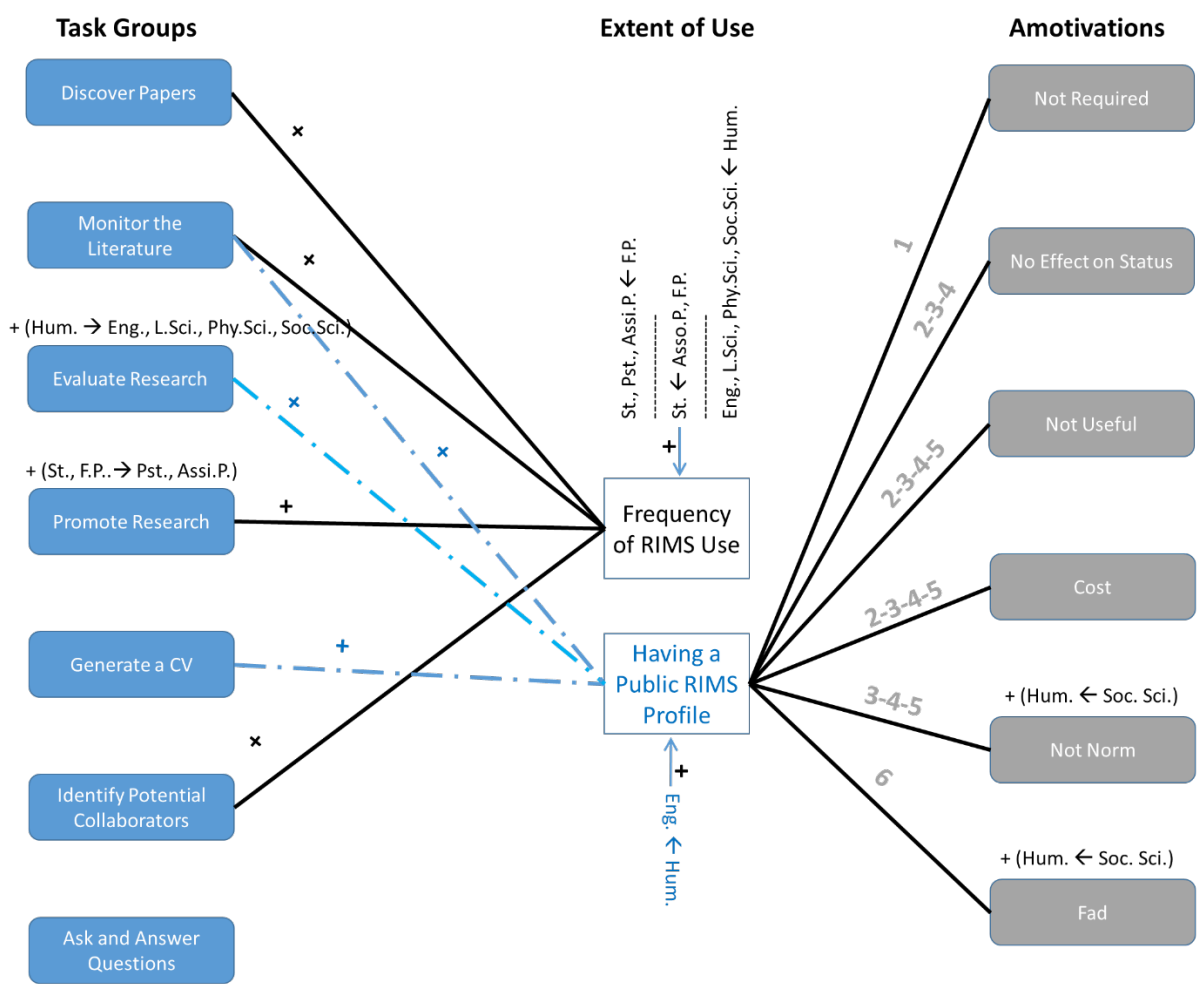 Task Groups
Extent of Use
Amotivations
Discover Papers
+
Monitor the
Literature
+
+ (Hum. → Eng., L.Sci., Phy.Sci., Soc.Sci.)
Evaluate Research
+
+
+ (St., F.P.. → Pst., Assi.P.)
Promote Research
+
Generate a CV
+
+
Identify Potential
Collaborators
Ask and Answer
Questions
St., Pst., Assi.P. ← F.P.
St. ← Asso.P., F.P.
Eng., L.Sci., Phy.Sci., Soc.Sci. ← Hum.
+
Frequency
of RIMS Use
Having a
Public RIMS
Profile
+
Eng. ← Hum.
1
2-3-4
2-3-4-5
2-3-4-5
3-4-5
6
Not Required
No Effect on Status
Not Useful
Cost
+ (Hum. ← Soc. Sci.)
Not Norm
+ (Hum. ← Soc. Sci.)
Fad